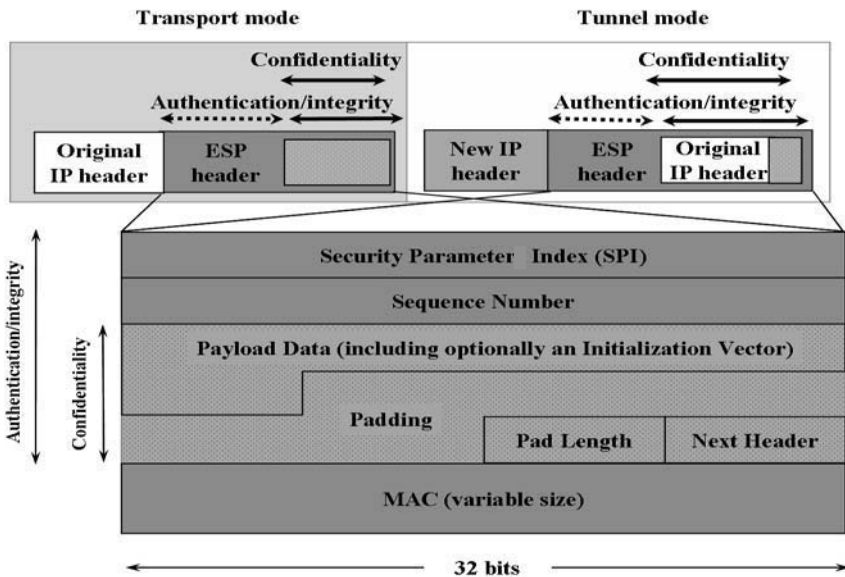 Transport mode
Tunnel mode
Confidentiality
Authentication/integrity
Original
IP header
ESP
header
Confidentiality
Authentication/integrity
New IP
header
ESP
header
Original
IP header
Authentication/integrity
Confidentiality
Security Parameter Index (SPI)
Sequence Number
Payload Data (including optionally an Initialization Vector)
Padding
Pad Length
Next Header
MAC (variable size)
32 bits